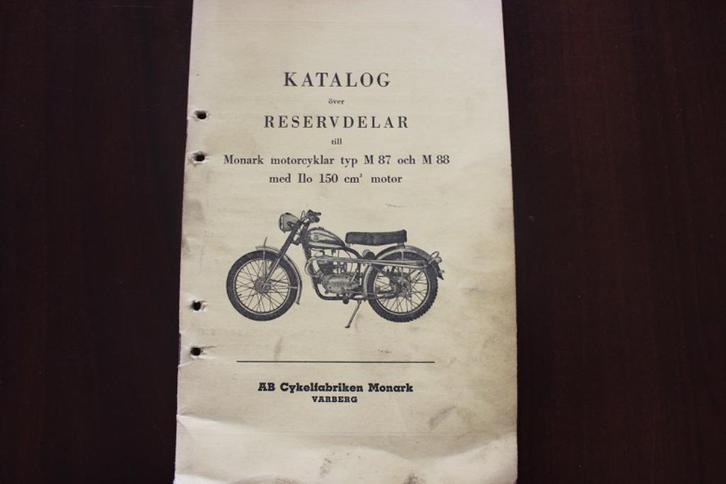 KATALOG
över
RESERVDELAR
till
Monark motorcyklar typ M 87 och M 88
med Ilo 150 cm³ motor
AB Cykelfabriken Monark
VARBERG